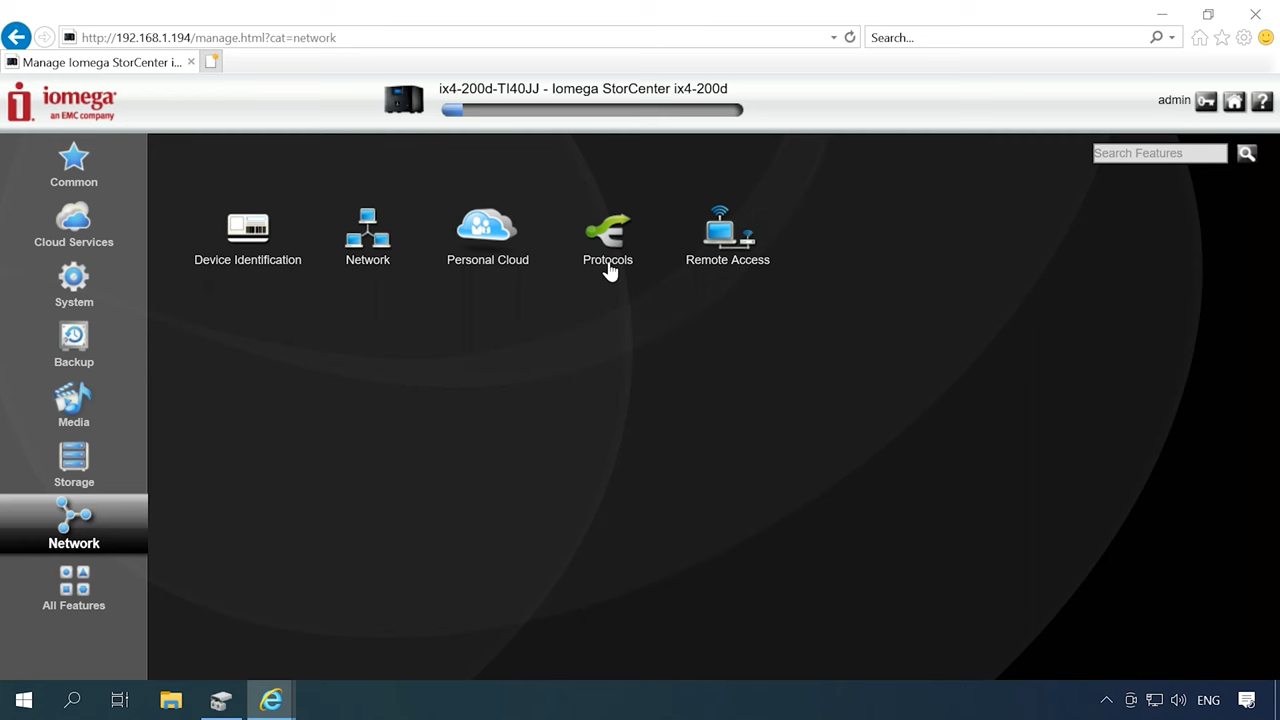 http://192.168.1.194/manage.html?cat=network
Search...
Manage Iomega StorCenter i...
iomega
an EMC company
ix4-200d-TI40JJ - Iomega StorCenter ix4-200d
admin
?
Search Features
Common
Cloud Services
System
Backup
Media
Storage
Network
All Features
Device Identification
Network
Personal Cloud
Protocols
Remote Access
ENG